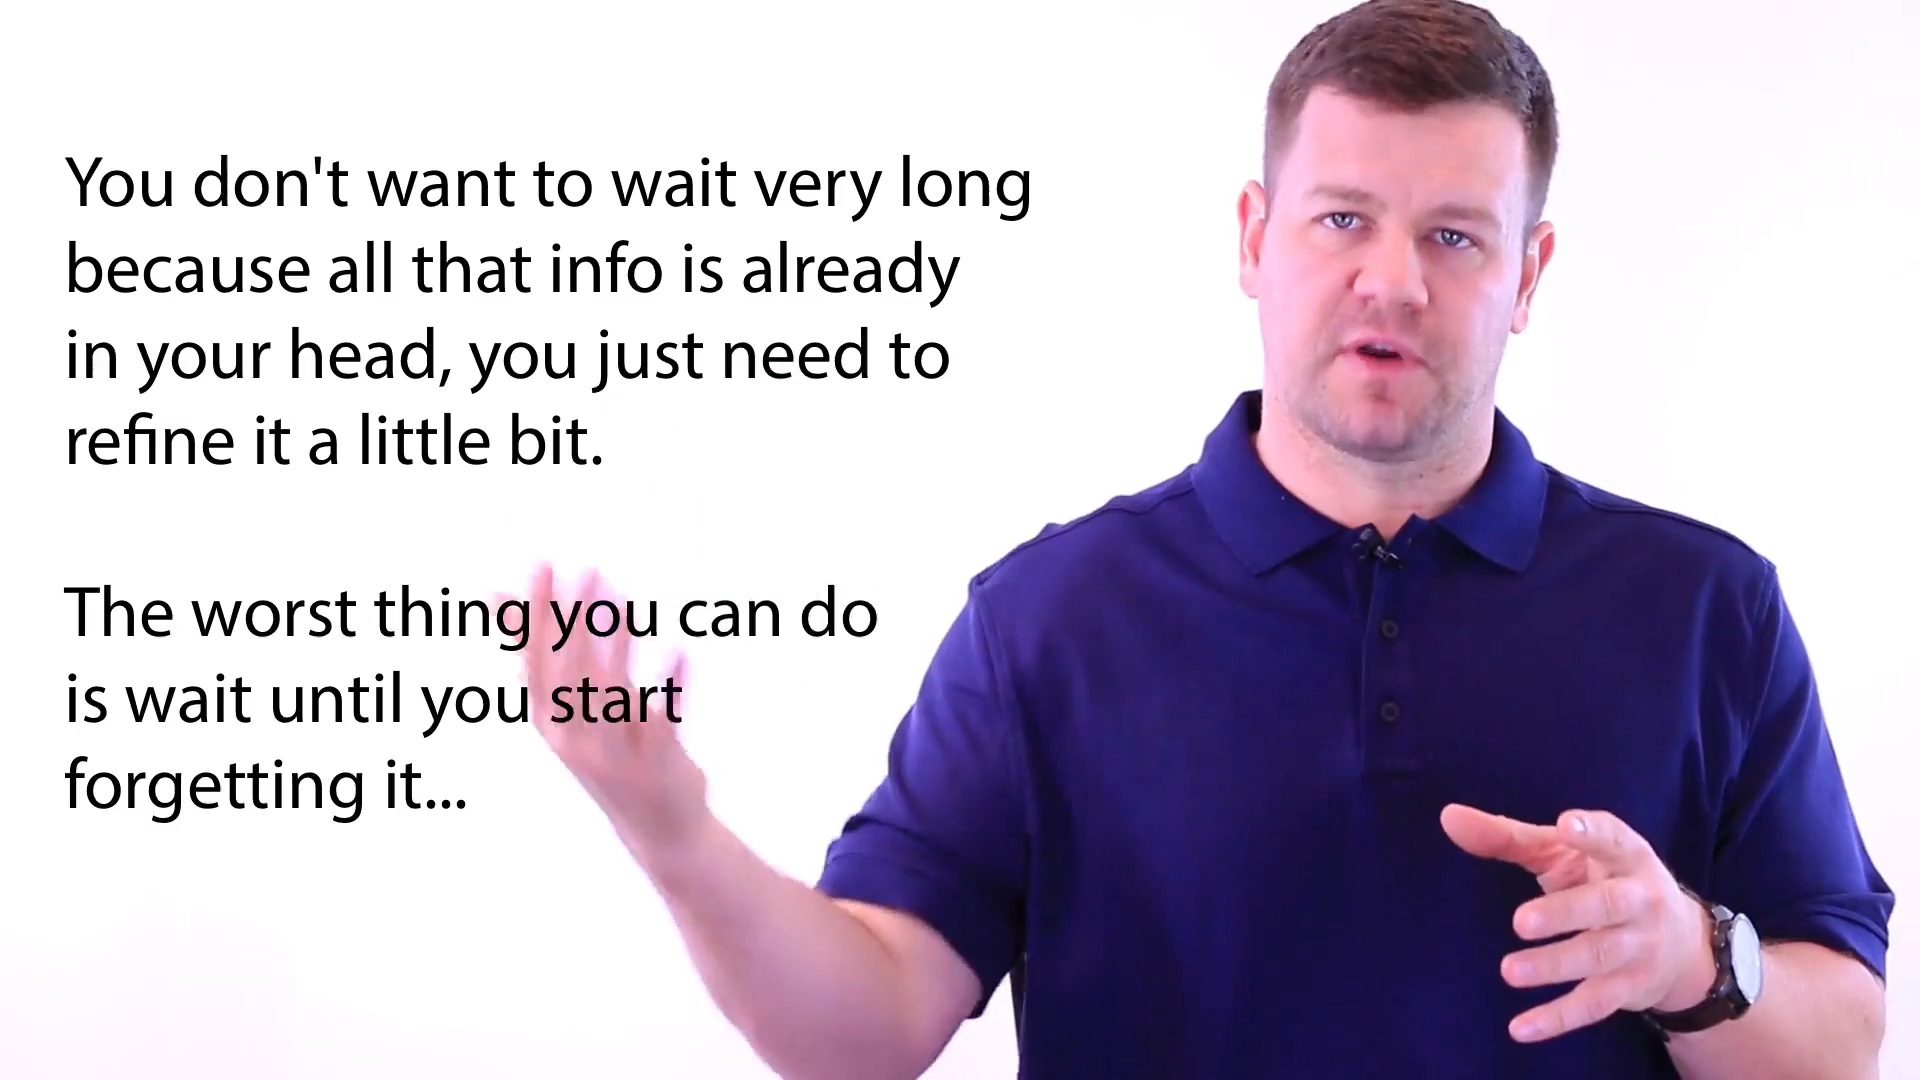 You don't want to wait very long
because all that info is already
in your head, you just need to
refine it a little bit.
The worst thing you can do
is wait until you start
forgetting it...